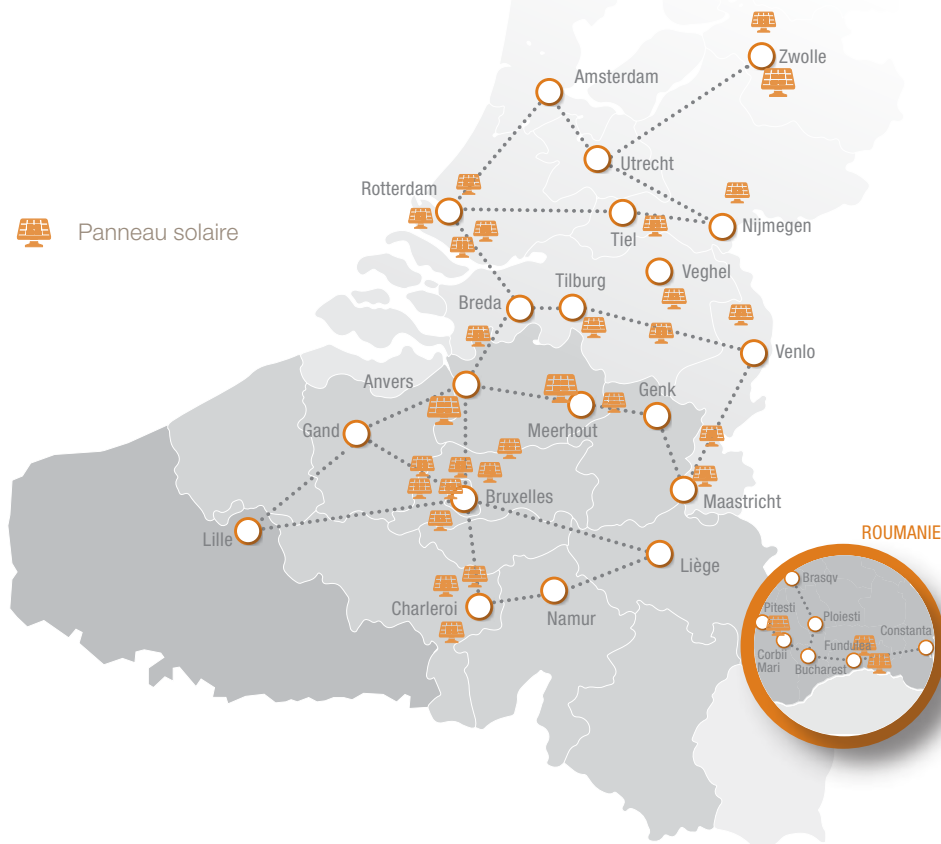 Zwolle
Amsterdam
Utrecht
Rotterdam
Panneau solaire
Tiel
Nijmegen
Veghel
Tilburg
Breda
Venlo
Anvers
Genk
Gand
Meerhout
Bruxelles
Maastricht
Lille
ROUMANIE
Liège
Brasqv
Charleroi
Namur
Pitesti
Ploiesti
Constanta
Fundulea
Corbii
Mari
Bucharest